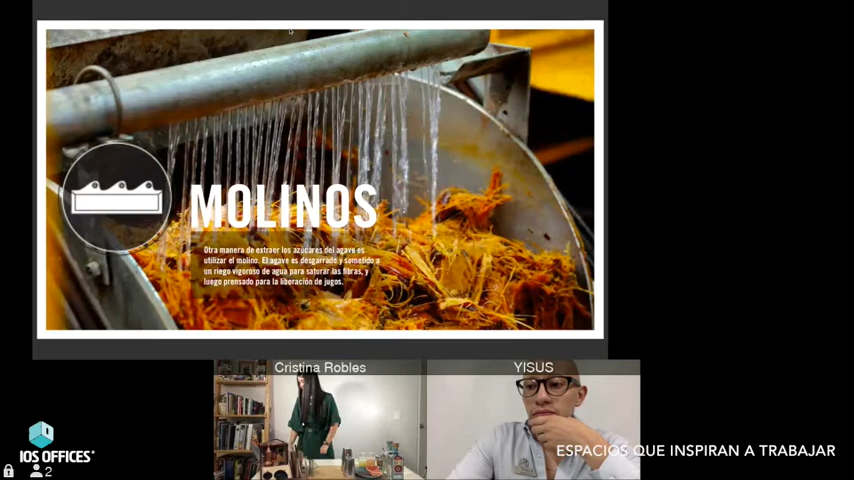 MOLINOS
Otra manera de extraer los azúcares del agave es
utilizar el molino. El agave es desgarrado y sometido a
un riego vigoroso de agua para saturar las fibras, y
luego prensado para la liberación de jugos.
Cristina Robles
YISUS
IOS OFFICES
ESPACIOS QUE INSPIRAN A TRABAJAR
2